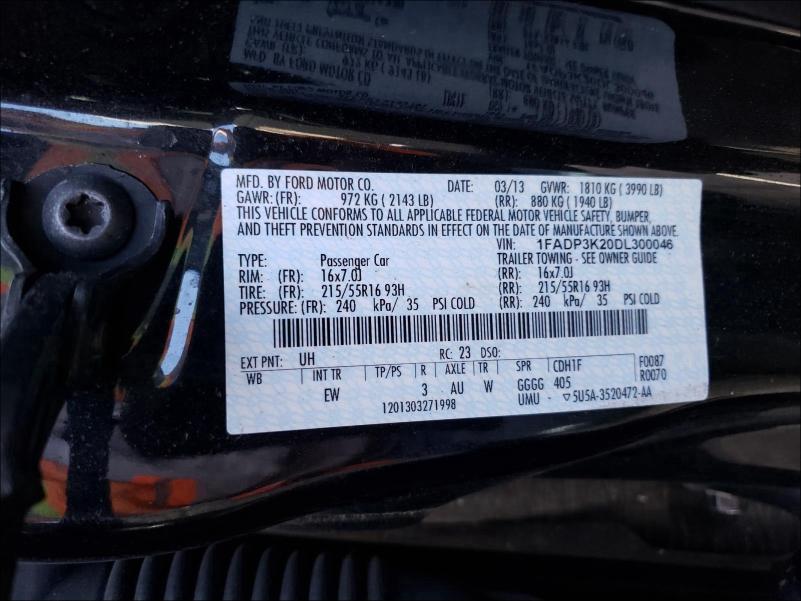 MFD. BY FORD MOTOR CO. DATE: 03/13 GVWR: 1810 KG ( 3990 LB)
GAWR: (FR): 972 KG ( 2143 LB) (RR): 880 KG ( 1940 LB)
THIS VEHICLE CONFORMS TO ALL APPLICABLE FEDERAL MOTOR VEHICLE SAFETY, BUMPER,
AND THEFT PREVENTION STANDARDS IN EFFECT ON THE DATE OF MANUFACTURE SHOWN ABOVE.
VIN: 1FADP3K20DL300046
TYPE: Passenger Car TRAILER TOWING - SEE OWNER GUIDE
RIM: (FR): 16x7.0J (RR): 16x7.0J
TIRE: (FR): 215/55R16 93H (RR): 215/55R16 93H
PRESSURE: (FR): 240 kPa/ 35 PSI COLD (RR): 240 kPa/ 35 PSI COLD
EXT PNT: UH RC: 23 DSO: F0087
WB INT TR TP/PS R AXLE TR SPR CDH1F R0070
EW 3 AU W GGGG 405
1201303271998 UMU ▽5U5A-3520472-AA